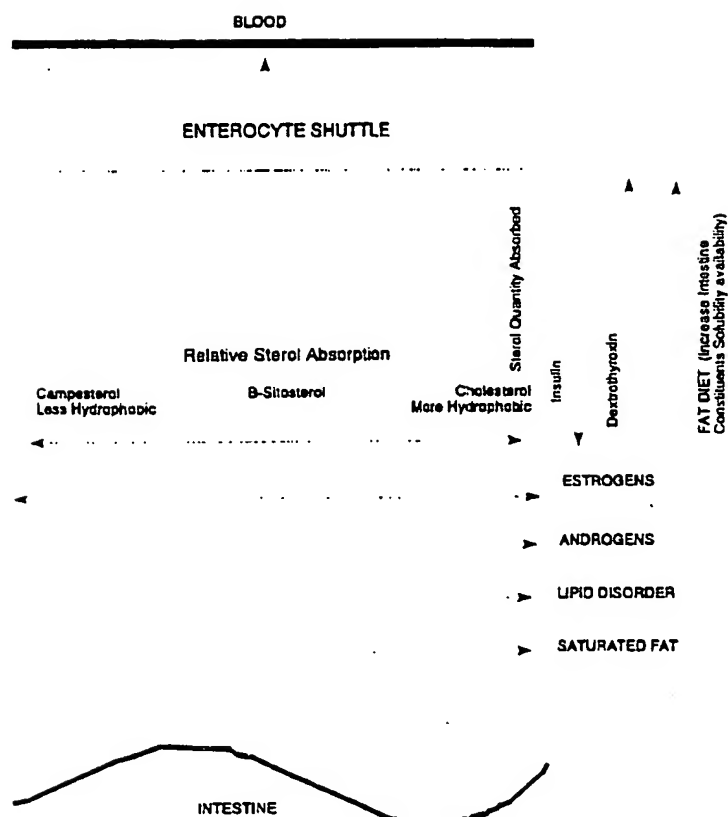 BLOOD
ENTEROCYTE SHUTTLE
Sterol Quantity Absorbed
Insulin
Dextrothyroxin
FAT DIET (Increase Intestine
Constituents Solubility availability)
Relative Sterol Absorption
Campesterol
Less Hydrophobic
B-Sitosterol
Cholesterol
More Hydrophobic
ESTROGENS
ANDROGENS
LIPID DISORDER
SATURATED FAT
INTESTINE